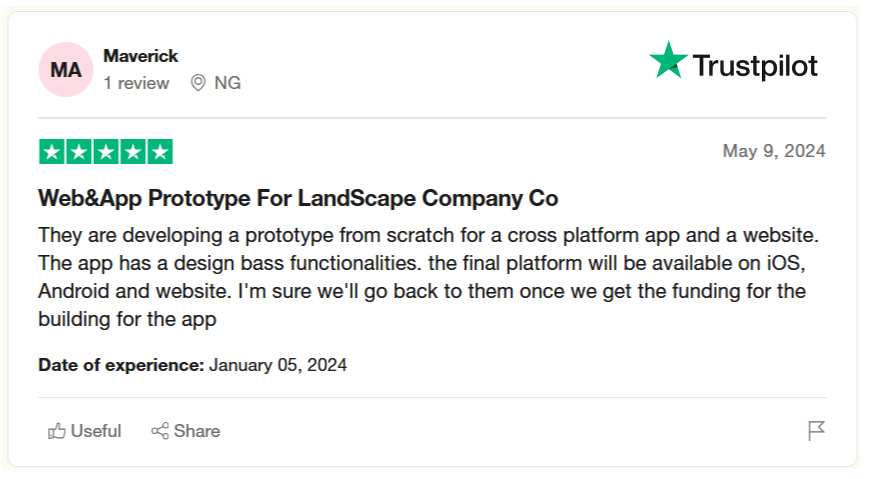 MA
Maverick
1 review NG
Trustpilot
May 9, 2024
Web&App Prototype For LandScape Company Co
They are developing a prototype from scratch for a cross platform app and a website.
The app has a design bass functionalities. the final platform will be available on iOS,
Android and website. I'm sure we'll go back to them once we get the funding for the
building for the app
Date of experience: January 05, 2024
Useful Share